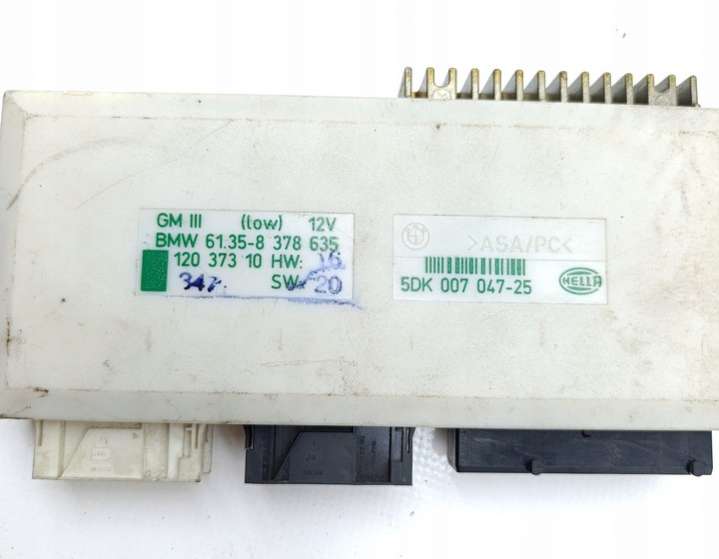 GM III (low) 12V
BMW 61.35-8 378 635
120 373 10 HW: 16
347. SW: 20
>ASA/PC<
5DK 007 047-25
HELLA